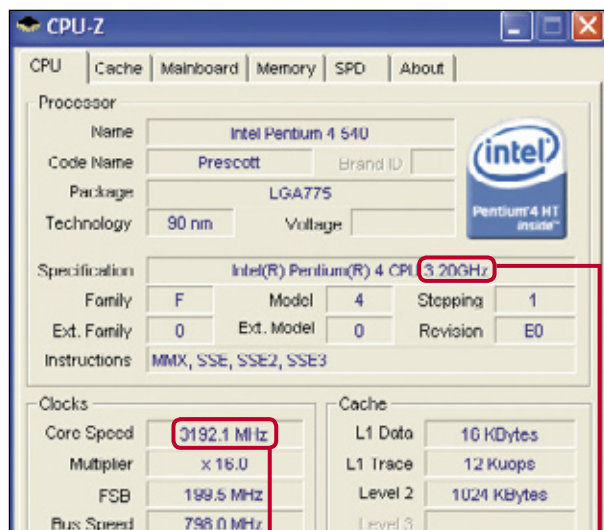 CPU-Z
CPU Cache Mainboard Memory SPD About
Processor
Name Intel Pentium 4 540
Code Name Prescott Brand ID
Package LGA775
Technology 90 nm Voltage
intel
Pentium 4 HT
inside™
Specification Intel(R) Pentium(R) 4 CPU 3.20GHz
Family F Model 4 Stepping 1
Ext. Family 0 Ext. Model 0 Revision E0
Instructions MMX, SSE, SSE2, SSE3
Clocks Cache
Core Speed 3192.1 MHz L1 Data 16 KBytes
Multiplier x 16.0 L1 Trace 12 Kuops
FSB 199.5 MHz Level 2 1024 KBytes
Bus Speed 798.0 MHz Level 3